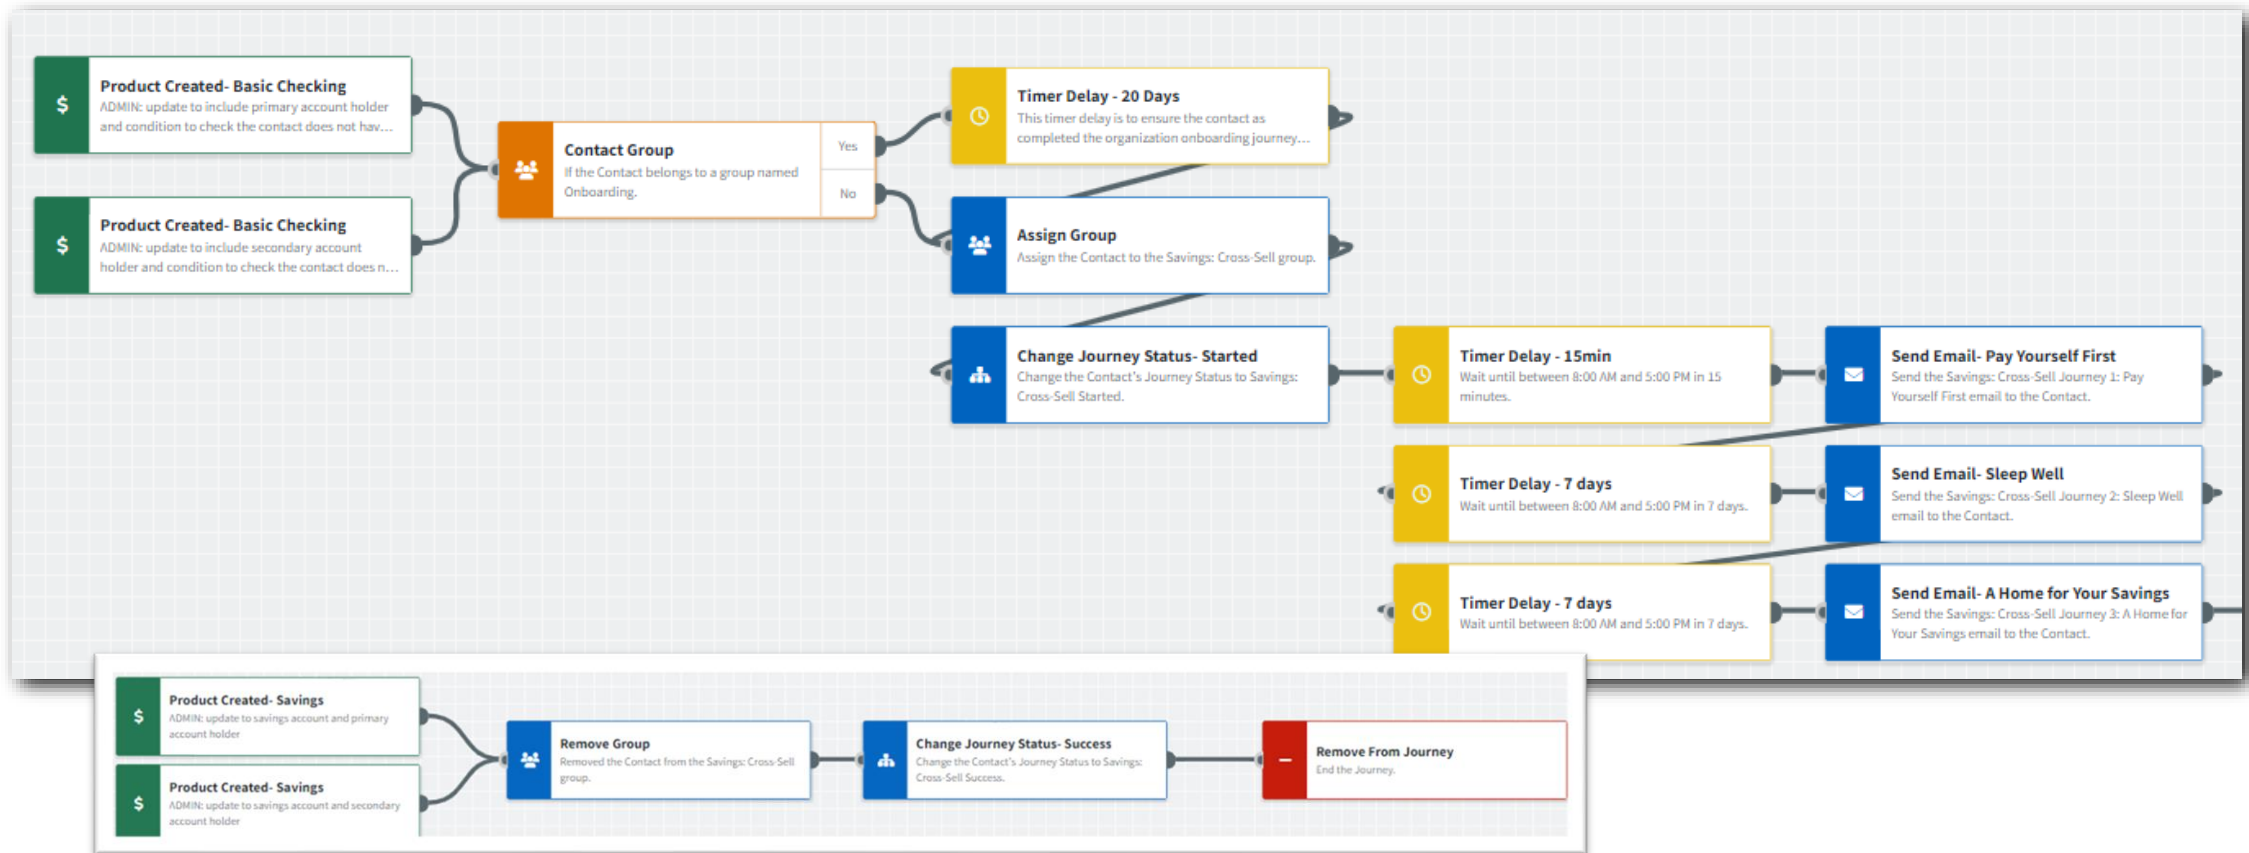 Product Created- Basic Checking
ADMIN: update to include primary account holder
and condition to check the contact does not hav...
Product Created- Basic Checking
ADMIN: update to include secondary account
holder and condition to check the contact does n...
Contact Group
If the Contact belongs to a group named
Onboarding.
Yes
No
Timer Delay - 20 Days
This timer delay is to ensure the contact as
completed the organization onboarding journey...
Assign Group
Assign the Contact to the Savings: Cross-Sell group.
Change Journey Status- Started
Change the Contact's Journey Status to Savings:
Cross-Sell Started.
Timer Delay - 15min
Wait until between 8:00 AM and 5:00 PM in 15
minutes.
Send Email- Pay Yourself First
Send the Savings: Cross-Sell Journey 1: Pay
Yourself First email to the Contact.
Timer Delay - 7 days
Wait until between 8:00 AM and 5:00 PM in 7 days.
Send Email- Sleep Well
Send the Savings: Cross-Sell Journey 2: Sleep Well
email to the Contact.
Timer Delay - 7 days
Wait until between 8:00 AM and 5:00 PM in 7 days.
Send Email- A Home for Your Savings
Send the Savings: Cross-Sell Journey 3: A Home for
Your Savings email to the Contact.
Product Created- Savings
ADMIN: update to savings account and primary
account holder
Product Created- Savings
ADMIN: update to savings account and secondary
account holder
Remove Group
Removed the Contact from the Savings: Cross-Sell
group.
Change Journey Status- Success
Change the Contact's Journey Status to Savings:
Cross-Sell Success.
Remove From Journey
End the Journey.